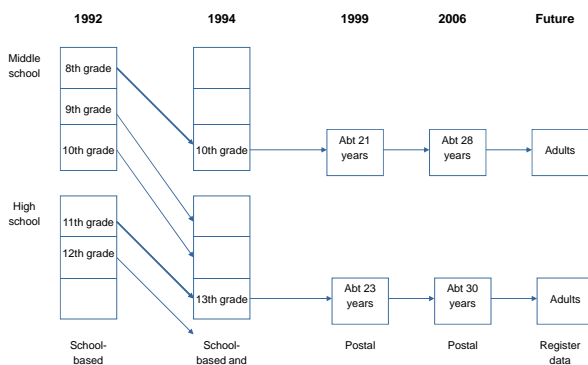 1992 1994 1999 2006 Future
Middle
school
8th grade
9th grade
10th grade
10th grade
Abt 21
years
Abt 28
years
Adults
High
school
11th grade
12th grade
13th grade
Abt 23
years
Abt 30
years
Adults
School-
based
School-
based and
Postal
Postal
Register
data